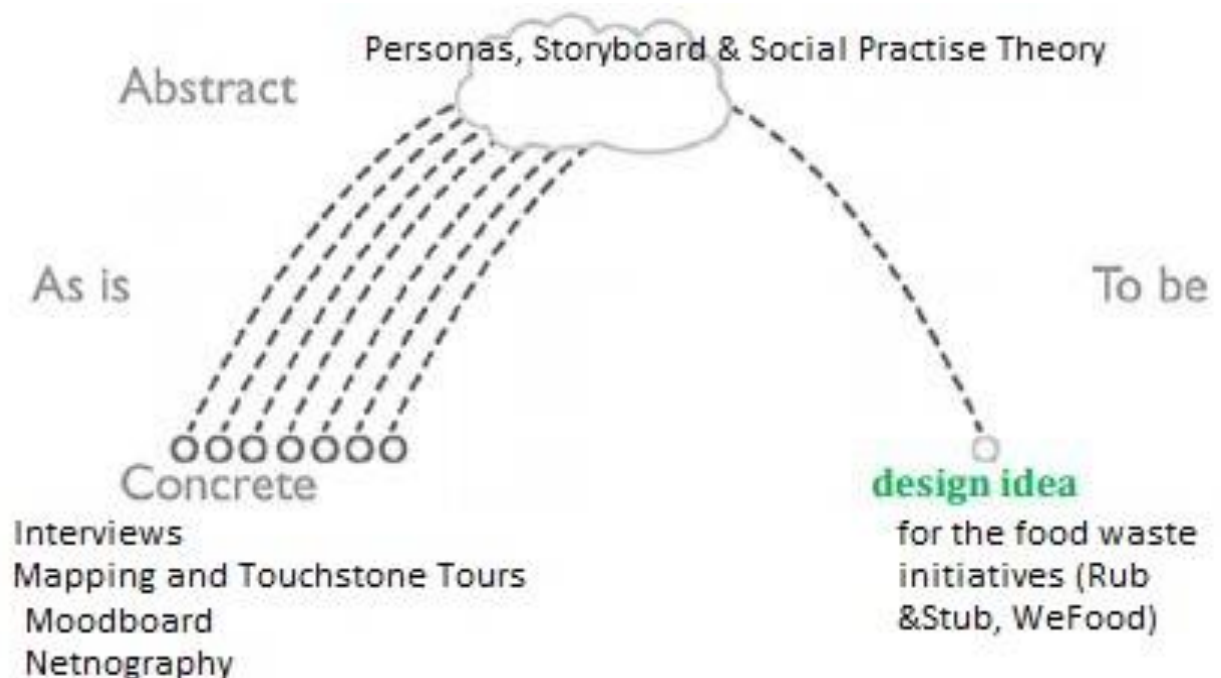 Personas, Storyboard & Social Practise Theory
Abstract
As is
To be
Concrete
Interviews
Mapping and Touchstone Tours
Moodboard
Netnography
design idea
for the food waste
initiatives (Rub
&Stub, WeFood)